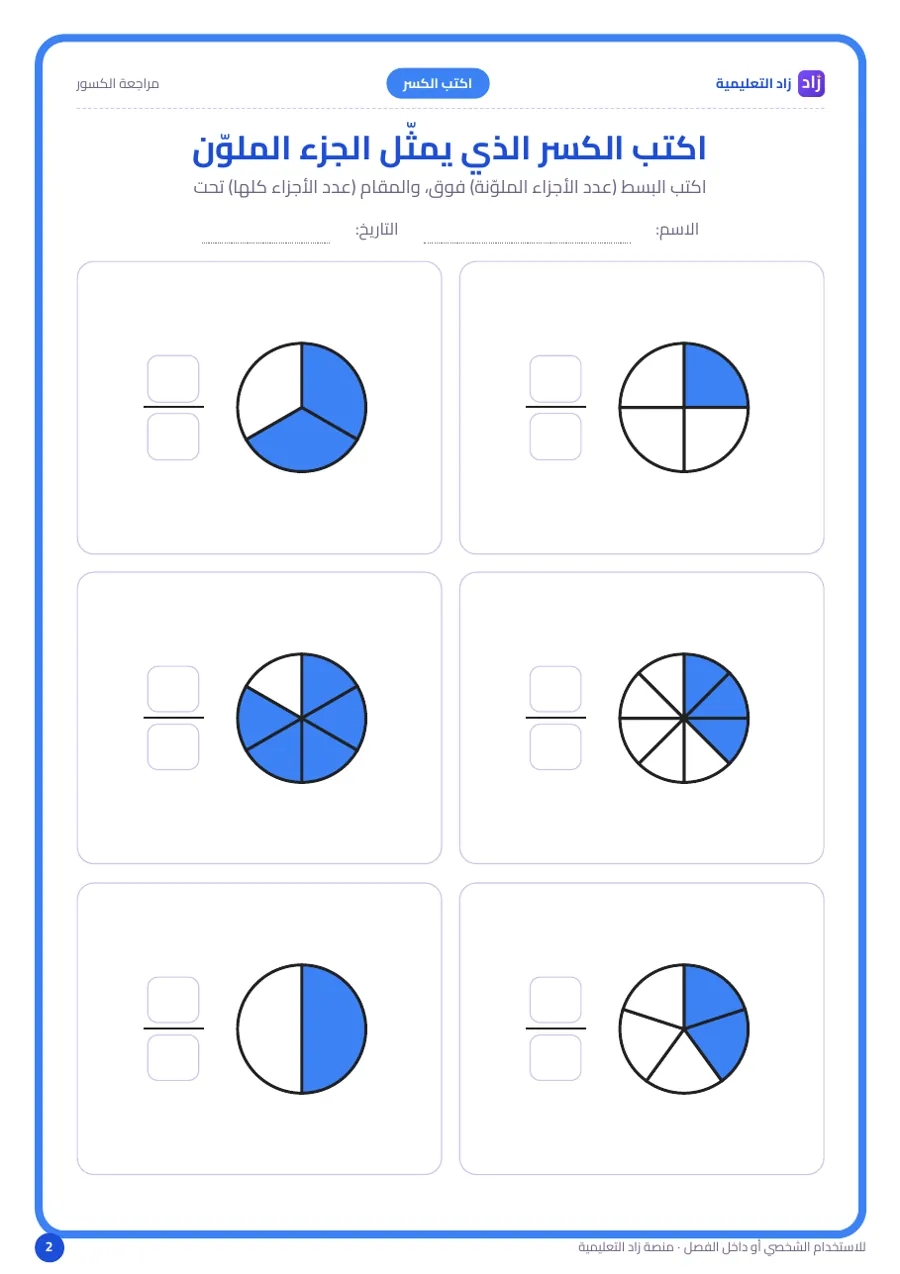 زاد زاد التعليمية
اكتب الكسر
مراجعة الكسور
اكتب الكسر الذي يمثّل الجزء الملوّن
اكتب البسط (عدد الأجزاء الملوّنة) فوق، والمقام (عدد الأجزاء كلها) تحت
الاسم: التاريخ:
للاستخدام الشخصي أو داخل الفصل · منصة زاد التعليمية
2